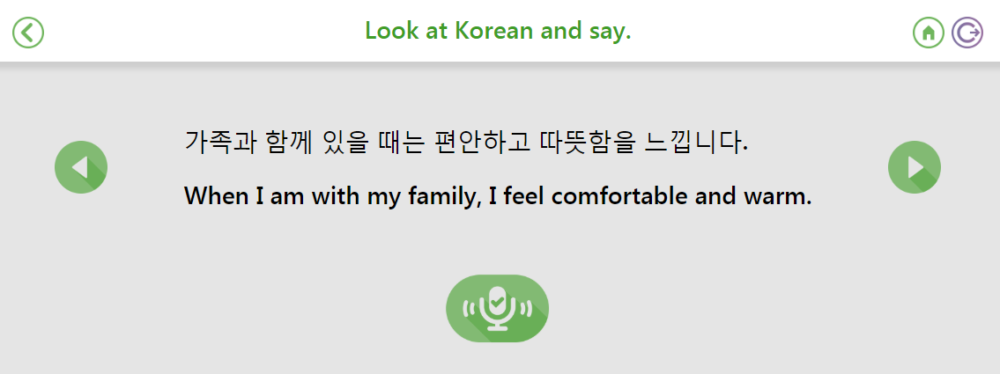 Look at Korean and say.
가족과 함께 있을 때는 편안하고 따뜻함을 느낍니다.
When I am with my family, I feel comfortable and warm.